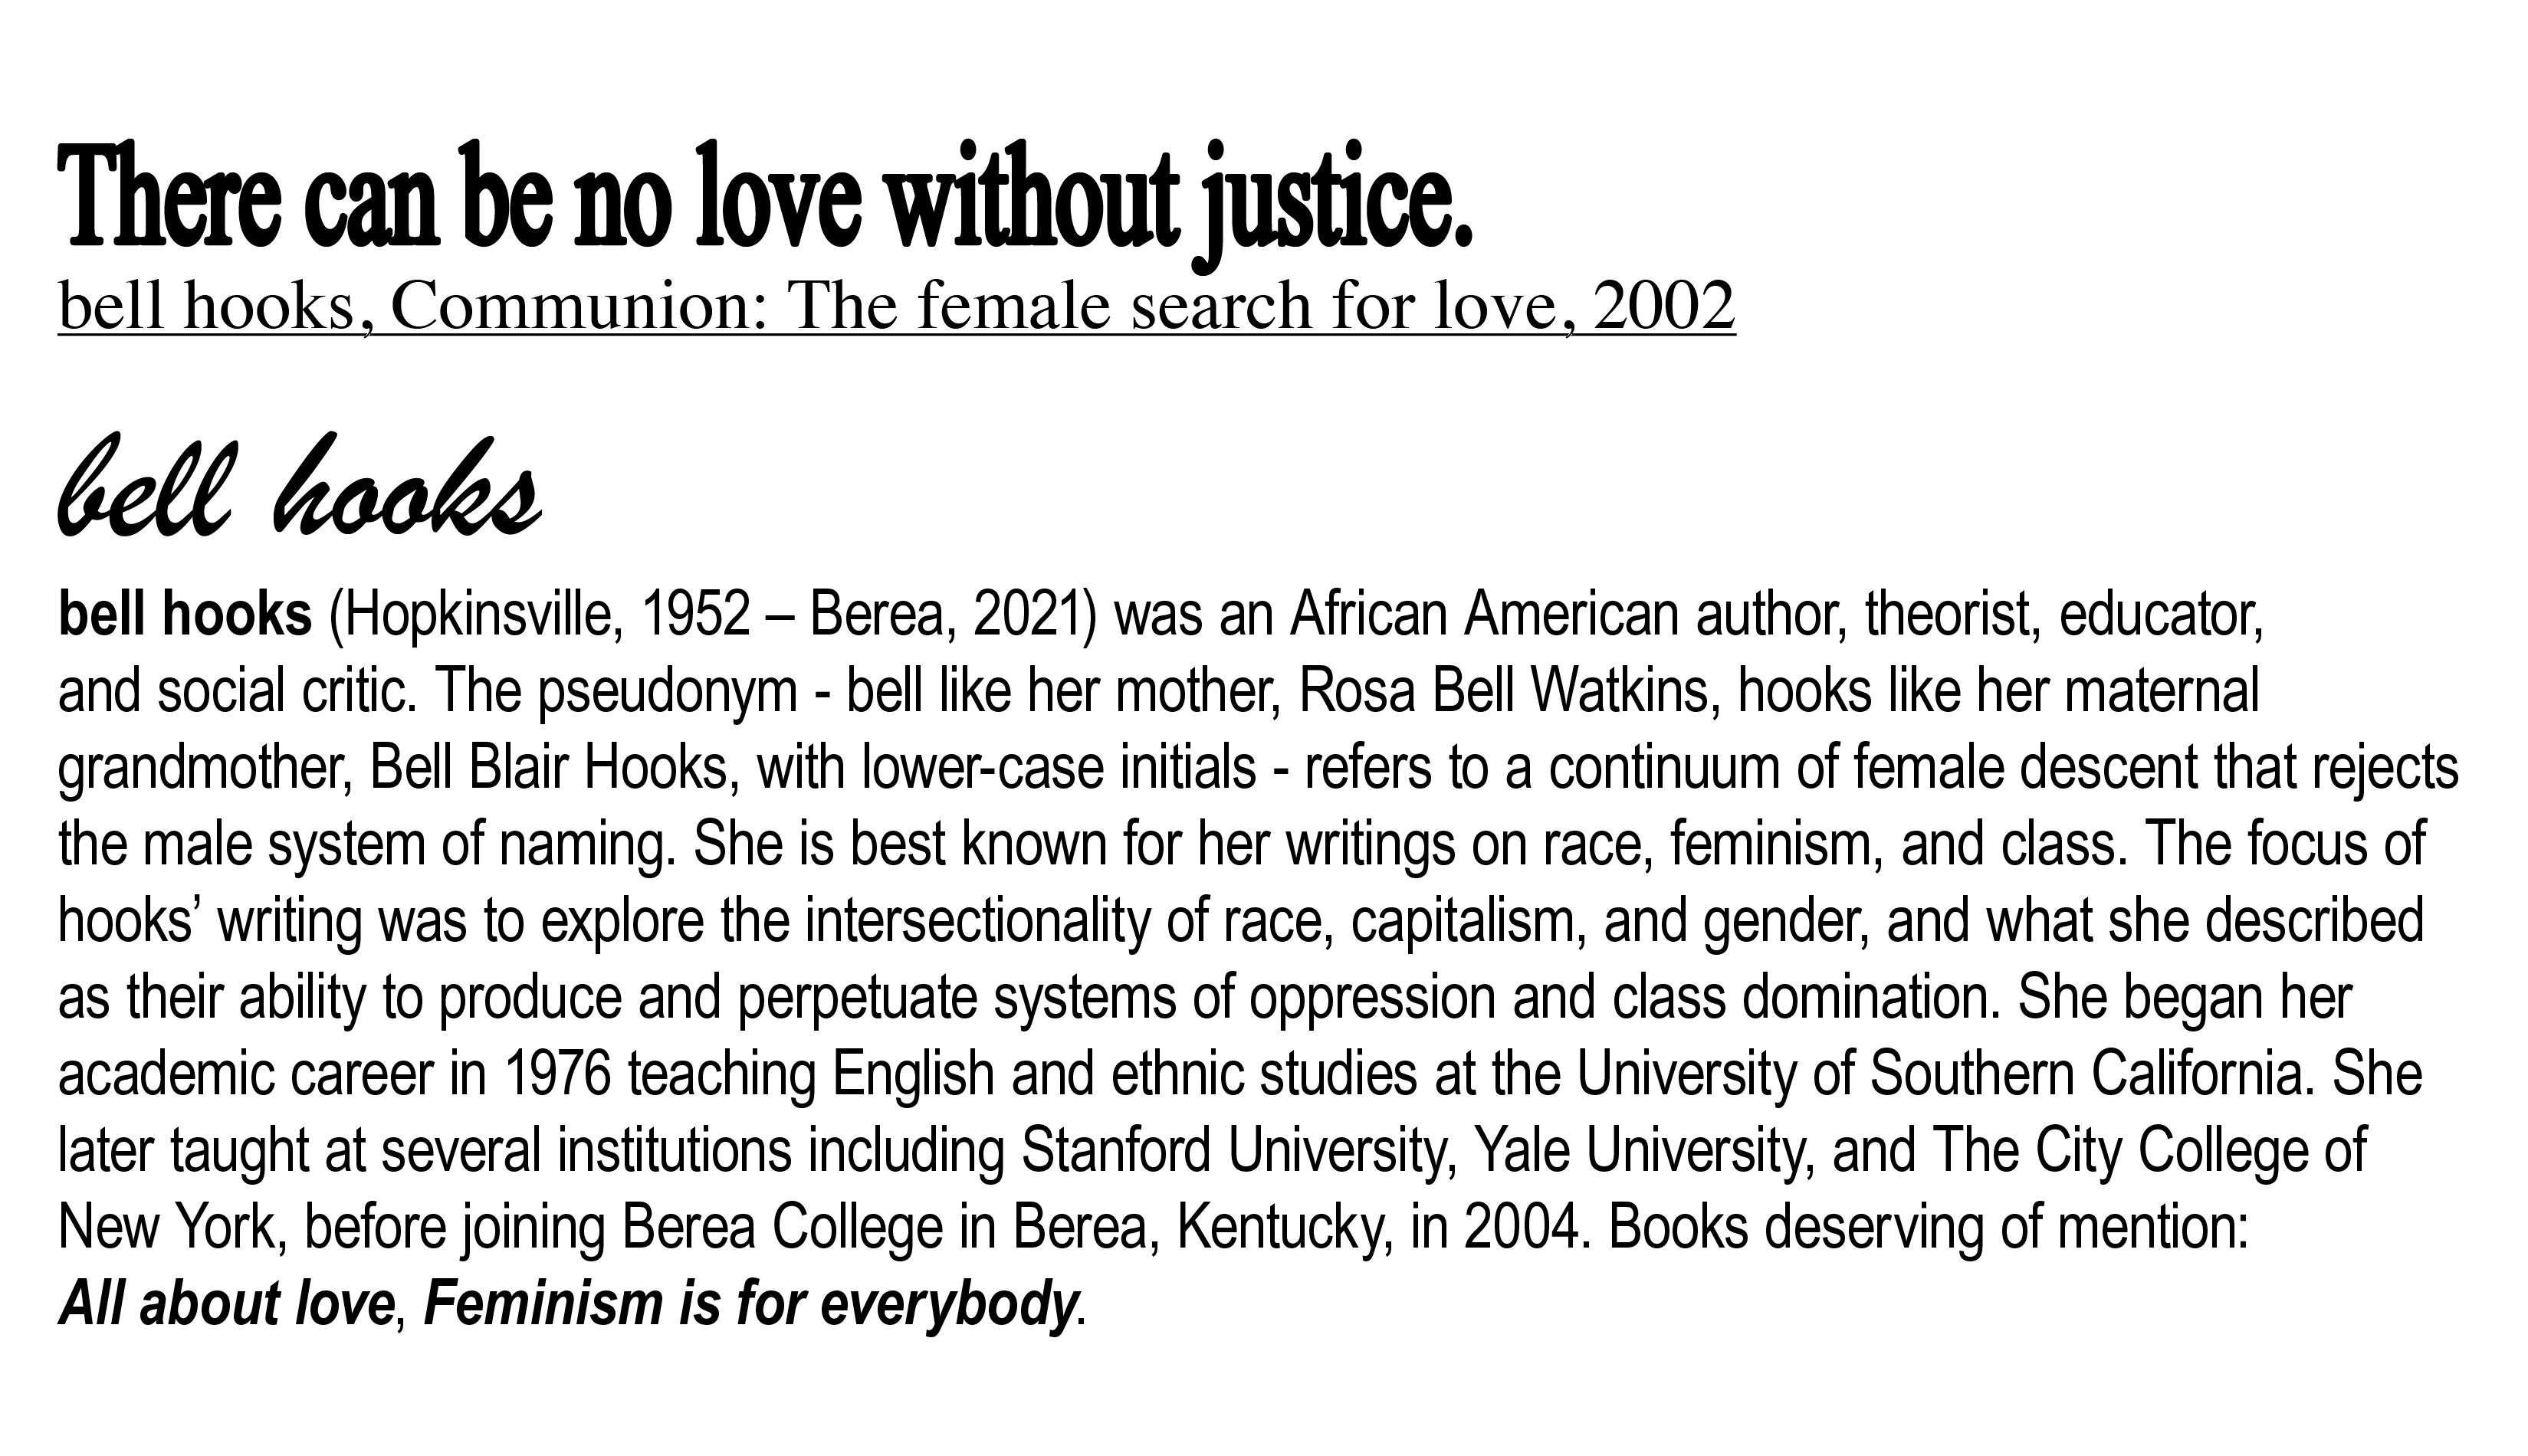 There can be no love without justice.
bell hooks, Communion: The female search for love, 2002
bell hooks
bell hooks (Hopkinsville, 1952 – Berea, 2021) was an African American author, theorist, educator,
and social critic. The pseudonym - bell like her mother, Rosa Bell Watkins, hooks like her maternal
grandmother, Bell Blair Hooks, with lower-case initials - refers to a continuum of female descent that rejects
the male system of naming. She is best known for her writings on race, feminism, and class. The focus of
hooks’ writing was to explore the intersectionality of race, capitalism, and gender, and what she described
as their ability to produce and perpetuate systems of oppression and class domination. She began her
academic career in 1976 teaching English and ethnic studies at the University of Southern California. She
later taught at several institutions including Stanford University, Yale University, and The City College of
New York, before joining Berea College in Berea, Kentucky, in 2004. Books deserving of mention:
All about love, Feminism is for everybody.